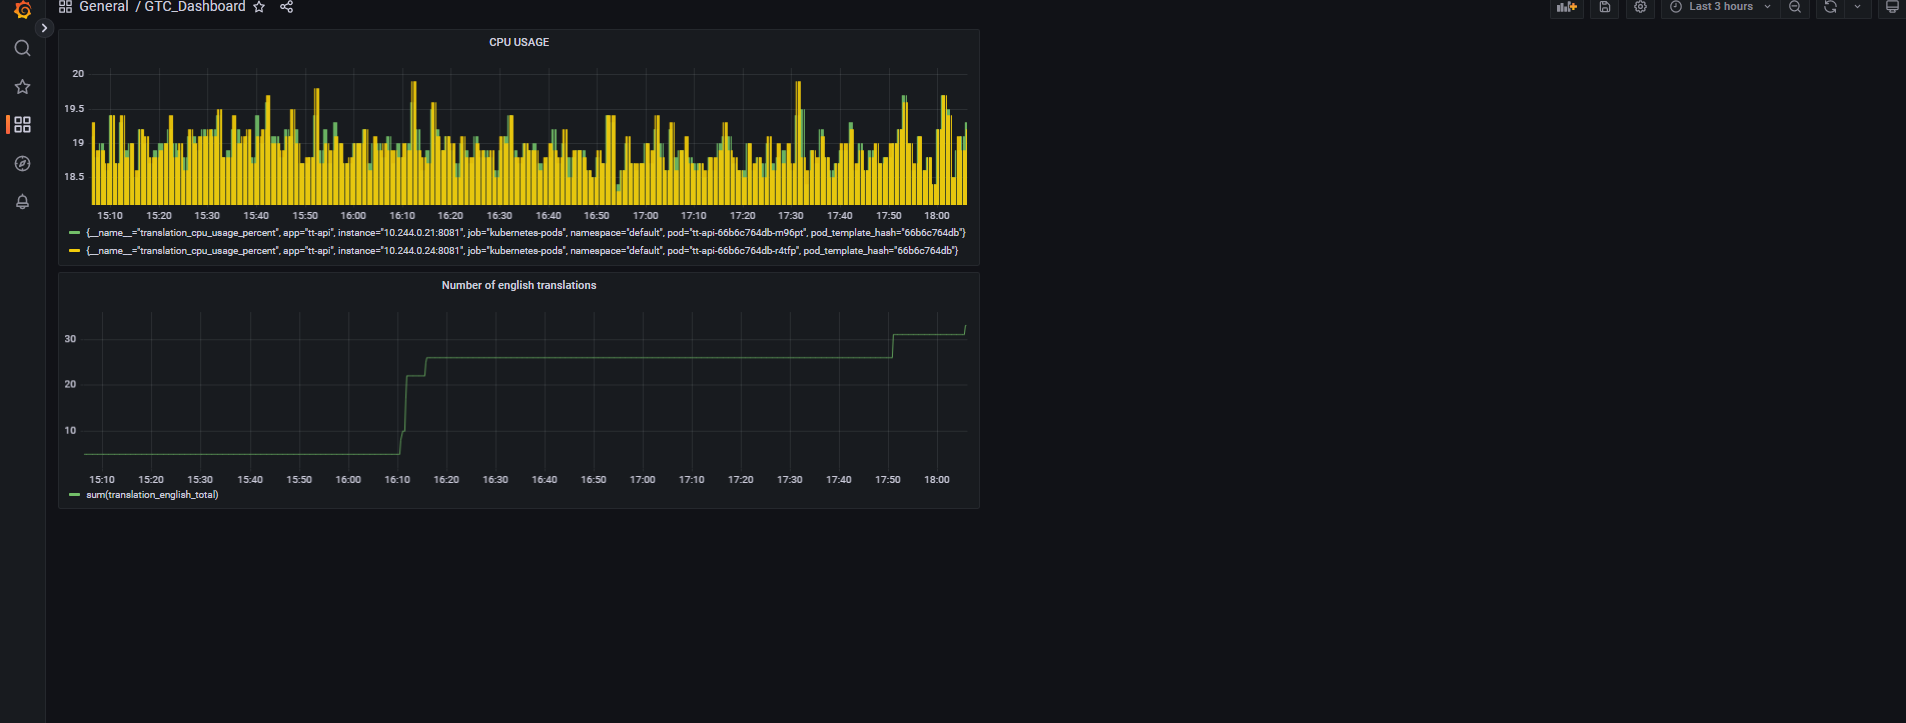 General / GTC_Dashboard
Last 3 hours
CPU USAGE
20
19.5
19
18.5
15:10 15:20 15:30 15:40 15:50 16:00 16:10 16:20 16:30 16:40 16:50 17:00 17:10 17:20 17:30 17:40 17:50 18:00
{__name__="translation_cpu_usage_percent", app="tt-api", instance="10.244.0.21:8081", job="kubernetes-pods", namespace="default", pod="tt-api-66b6c764db-m96pt", pod_template_hash="66b6c764db"}
{__name__="translation_cpu_usage_percent", app="tt-api", instance="10.244.0.24:8081", job="kubernetes-pods", namespace="default", pod="tt-api-66b6c764db-r4tfp", pod_template_hash="66b6c764db"}
Number of english translations
30
20
10
15:10 15:20 15:30 15:40 15:50 16:00 16:10 16:20 16:30 16:40 16:50 17:00 17:10 17:20 17:30 17:40 17:50 18:00
sum(translation_english_total)